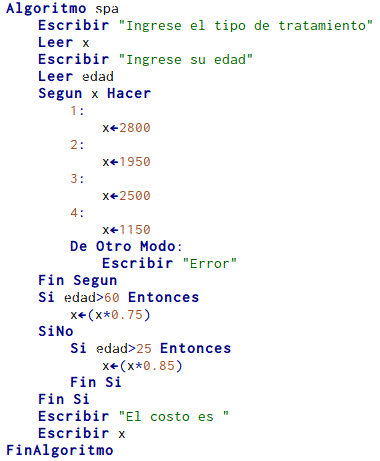 Algoritmo spa
Escribir "Ingrese el tipo de tratamiento"
Leer x
Escribir "Ingrese su edad"
Leer edad
Segun x Hacer
1:
x←2800
2:
x←1950
3:
x←2500
4:
x←1150
De Otro Modo:
Escribir "Error"
Fin Segun
Si edad>60 Entonces
x←(x*0.75)
SiNo
Si edad>25 Entonces
x←(x*0.85)
Fin Si
Fin Si
Escribir "El costo es "
Escribir x
FinAlgoritmo